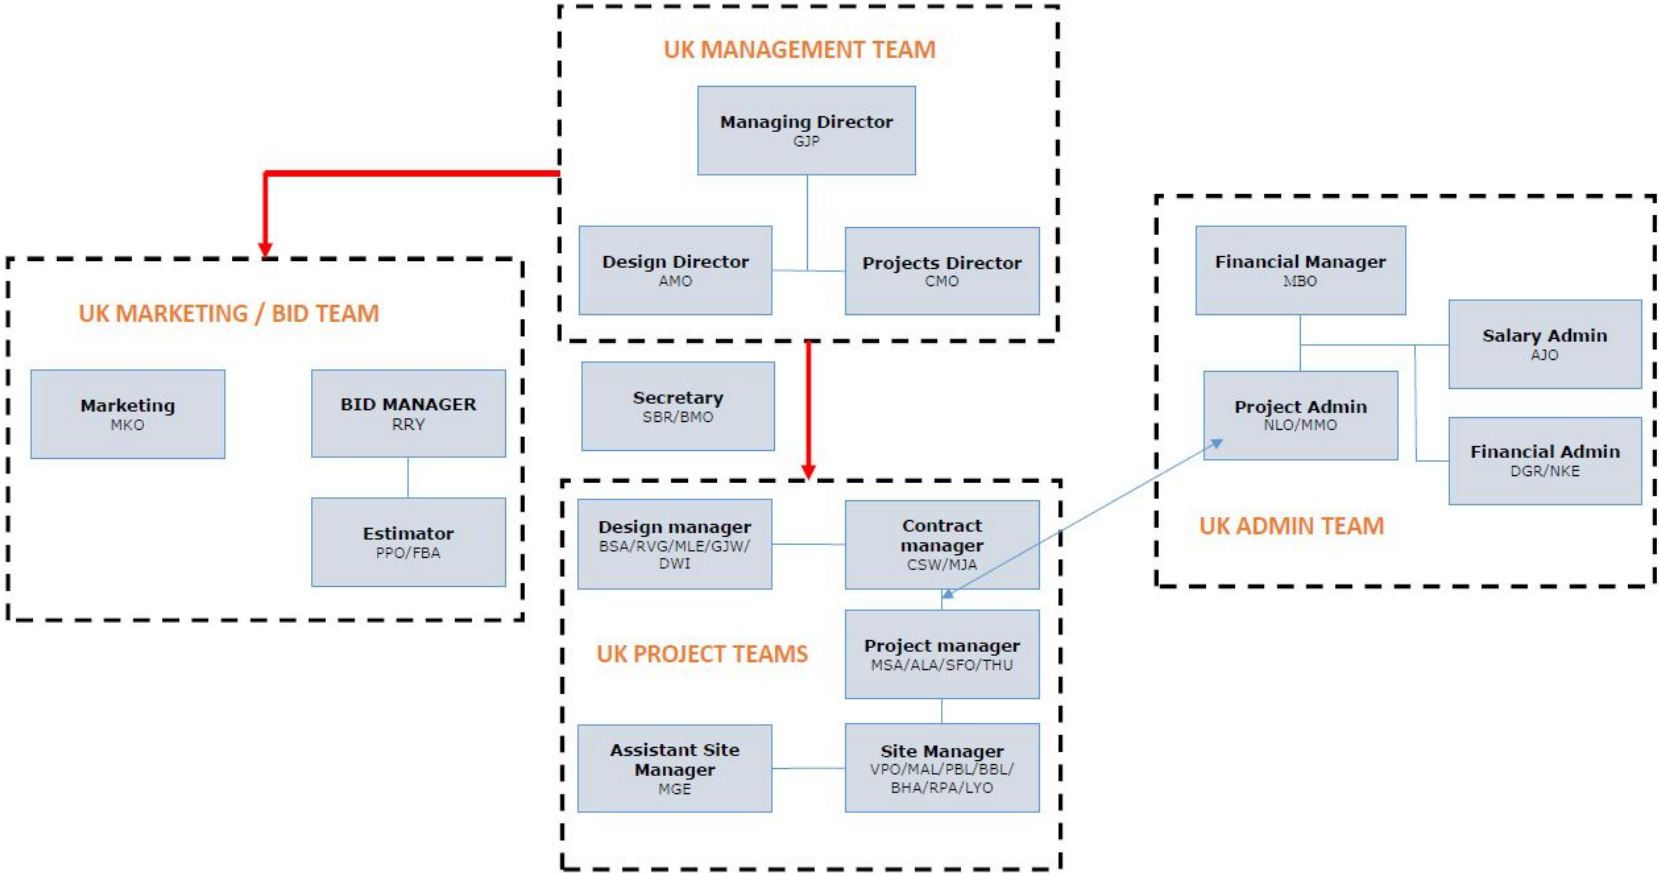 UK MANAGEMENT TEAM
Managing Director
GJP
Design Director
AMO
Projects Director
CMO
UK MARKETING / BID TEAM
Marketing
MKO
BID MANAGER
RRY
Estimator
PPO/FBA
Secretary
SBR/BMO
Financial Manager
MBO
Salary Admin
AJO
Project Admin
NLO/MMO
Financial Admin
DGR/NKE
UK ADMIN TEAM
Design manager
BSA/RVG/MLE/GJW/
DWI
Contract
manager
CSW/MJA
UK PROJECT TEAMS
Project manager
MSA/ALA/SFO/THU
Assistant Site
Manager
MGE
Site Manager
VPO/MAL/PBL/BBL/
BHA/RPA/LYO